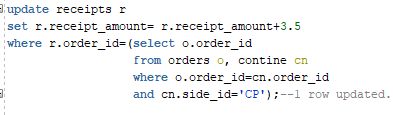 update receipts r
set r.receipt_amount= r.receipt_amount+3.5
where r.order_id=(select o.order_id
from orders o, contine cn
where o.order_id=cn.order_id
and cn.side_id='CP');--1 row updated.